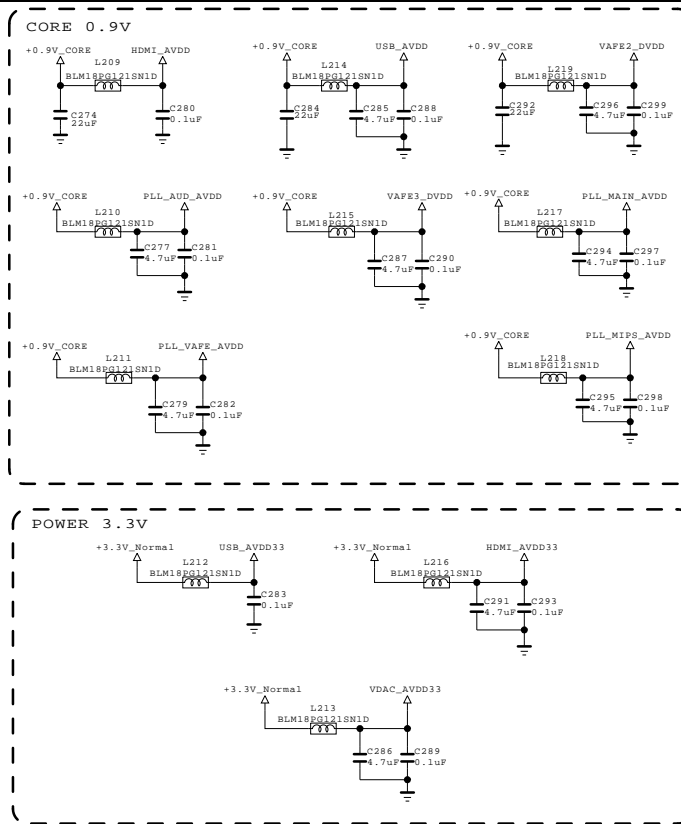 CORE 0.9V
+0.9V_CORE
HDMI_AVDD
L209
BLM18PG121SN1D
C274
22uF
C280
0.1uF
+0.9V_CORE
USB_AVDD
L214
BLM18PG121SN1D
C284
22uF
C285
4.7uF
C288
0.1uF
+0.9V_CORE
VAFE2_DVDD
L219
BLM18PG121SN1D
C292
22uF
C296
4.7uF
C299
0.1uF
+0.9V_CORE
PLL_AUD_AVDD
L210
BLM18PG121SN1D
C277
4.7uF
C281
0.1uF
+0.9V_CORE
VAFE3_DVDD
L215
BLM18PG121SN1D
C287
4.7uF
C290
0.1uF
+0.9V_CORE
PLL_MAIN_AVDD
L217
BLM18PG121SN1D
C294
4.7uF
C297
0.1uF
+0.9V_CORE
PLL_VAFE_AVDD
L211
BLM18PG121SN1D
C279
4.7uF
C282
0.1uF
+0.9V_CORE
PLL_MIPS_AVDD
L218
BLM18PG121SN1D
C295
4.7uF
C298
0.1uF
POWER 3.3V
+3.3V_Normal
USB_AVDD33
L212
BLM18PG121SN1D
C283
0.1uF
+3.3V_Normal
HDMI_AVDD33
L216
BLM18PG121SN1D
C291
4.7uF
C293
0.1uF
+3.3V_Normal
VDAC_AVDD33
L213
BLM18PG121SN1D
C286
4.7uF
C289
0.1uF